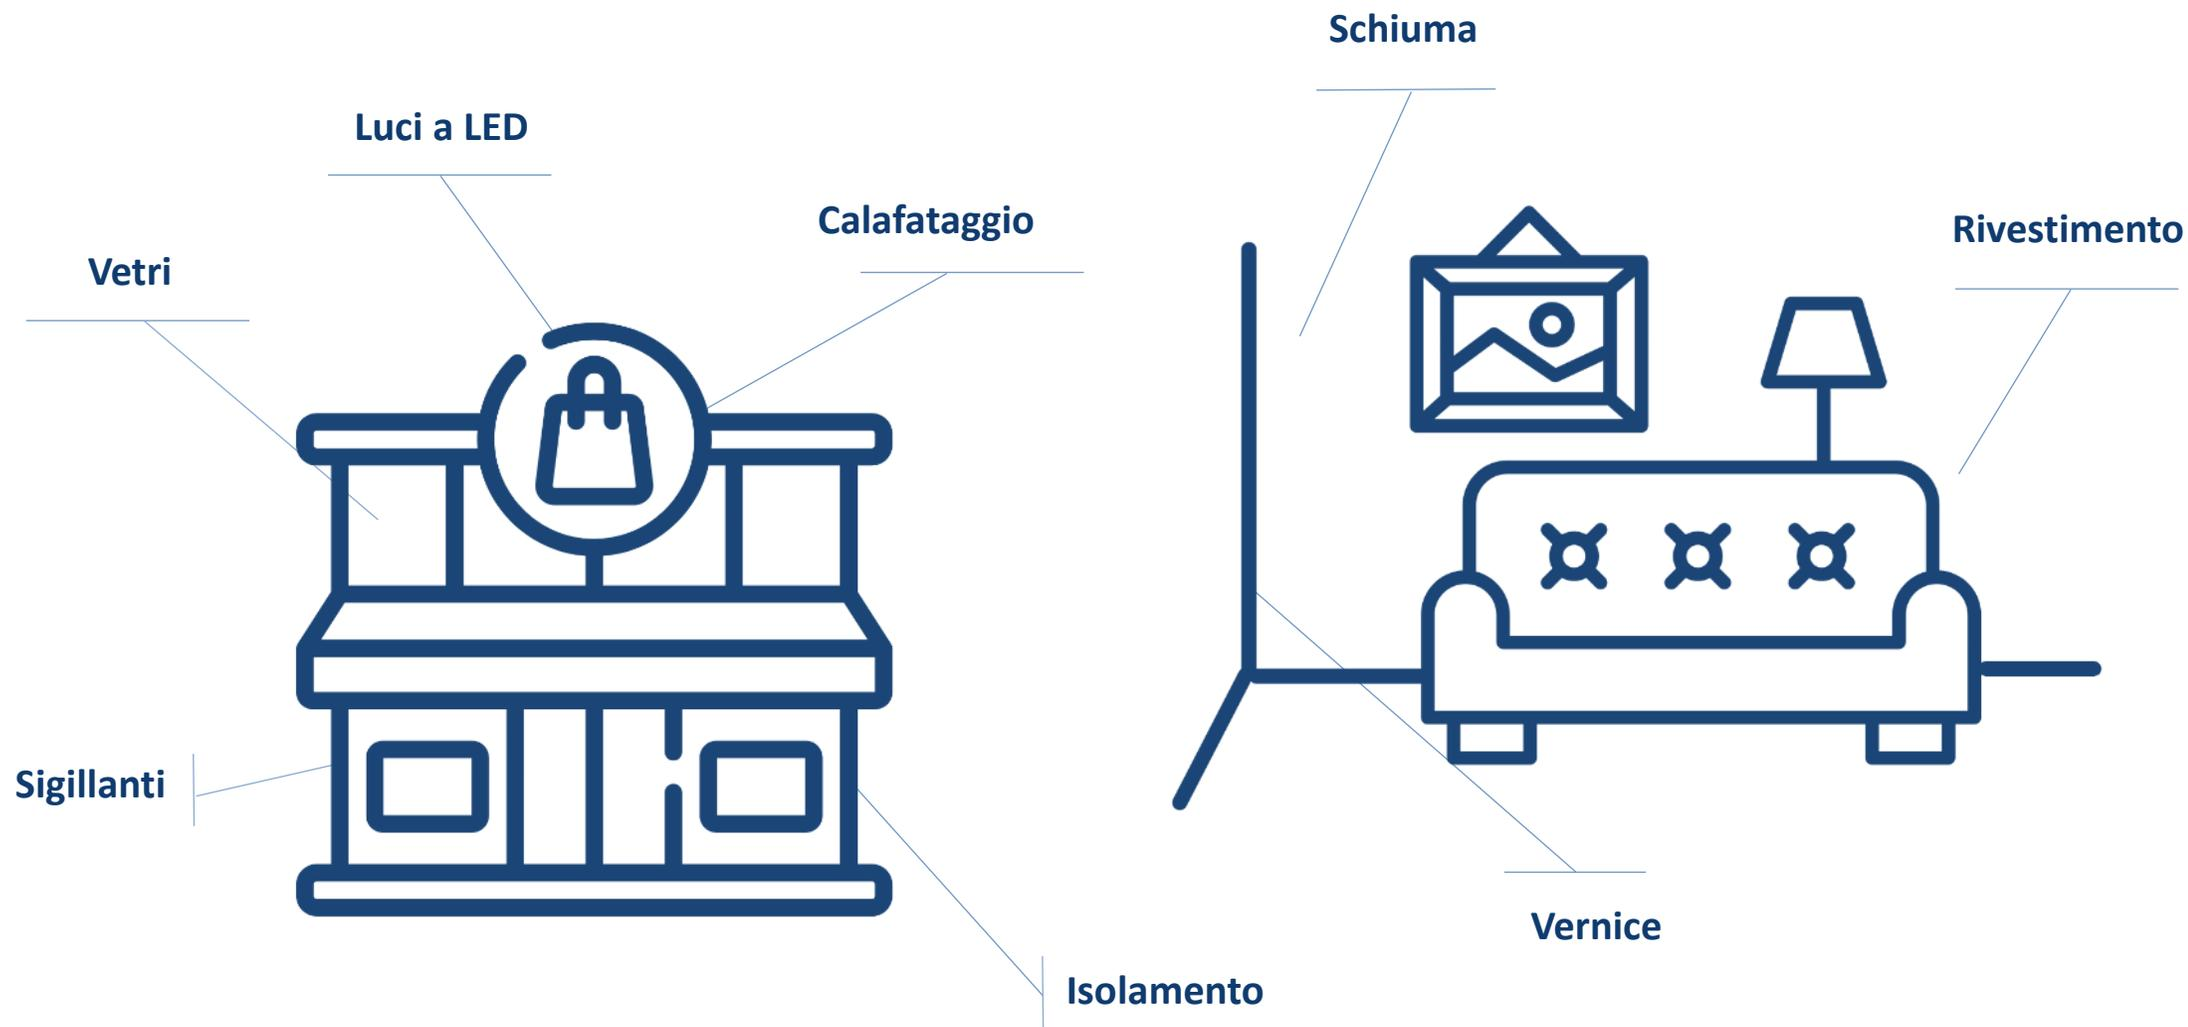 Schiuma
Luci a LED
Calafataggio
Rivestimento
Vetri
Sigillanti
Vernice
Isolamento